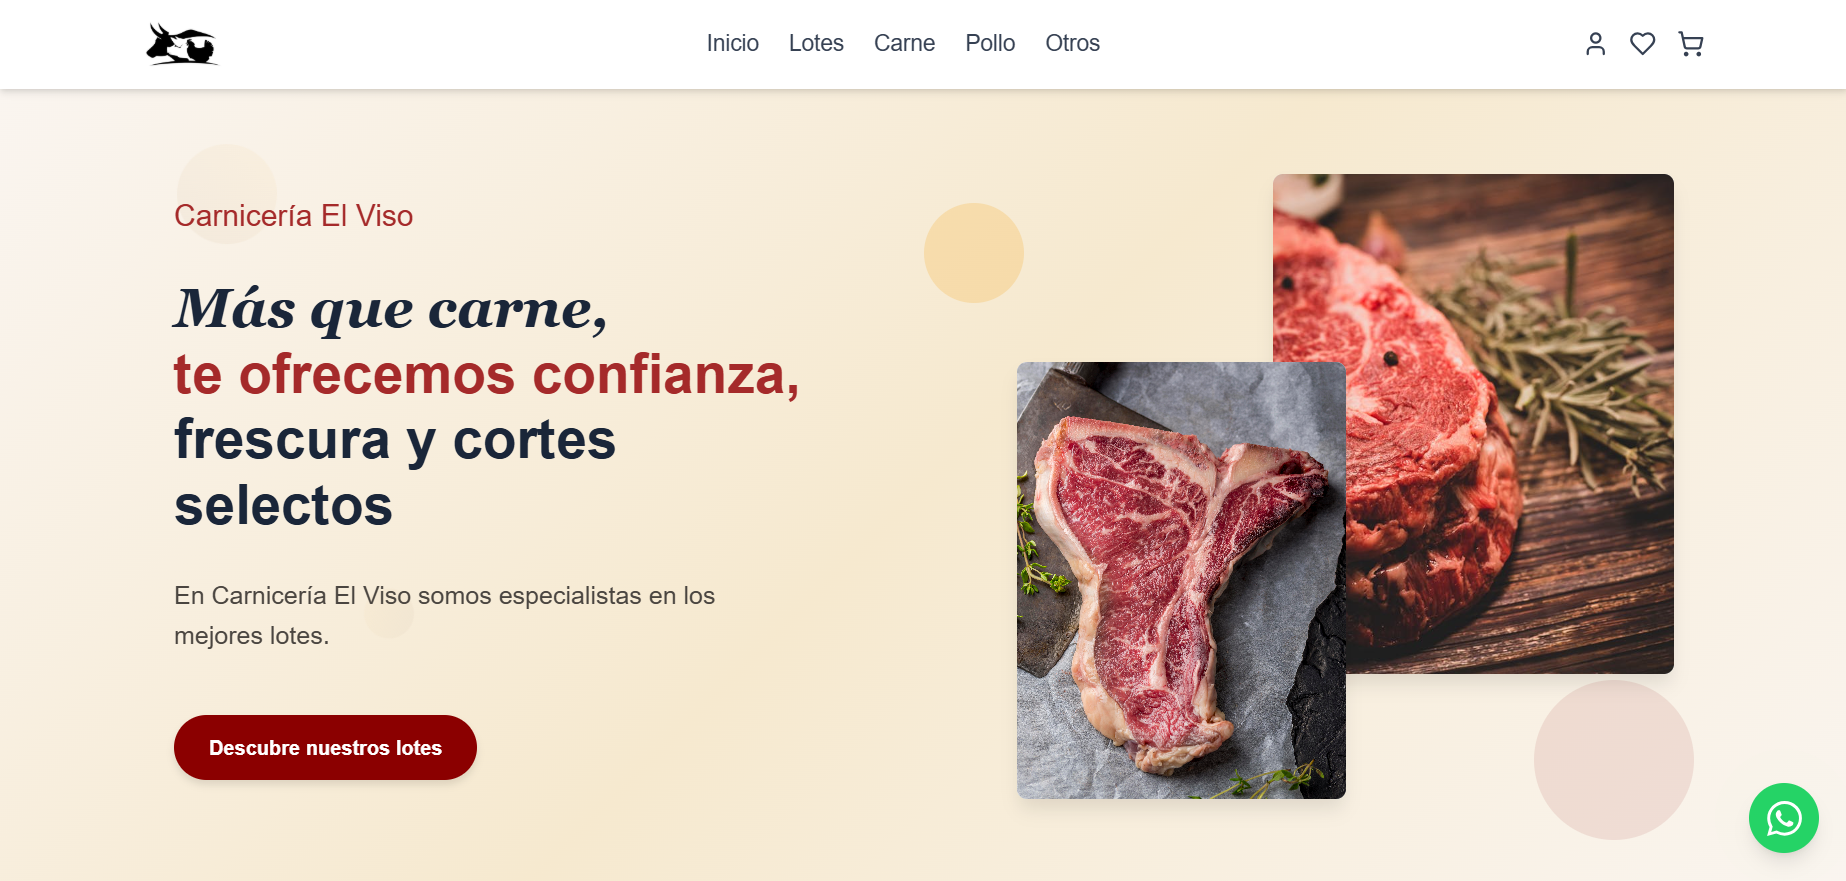 Inicio Lotes Carne Pollo Otros
Carnicería El Viso
Más que carne,
te ofrecemos confianza,
frescura y cortes
selectos
En Carnicería El Viso somos especialistas en los
mejores lotes.
Descubre nuestros lotes